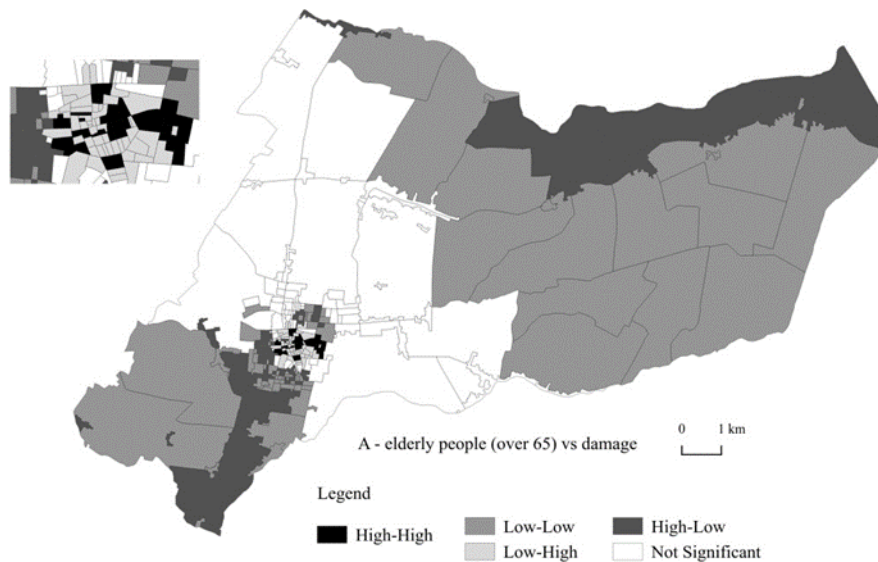 0 1 km
A - elderly people (over 65) vs damage
Legend
High-High Low-Low High-Low
Low-High Not Significant